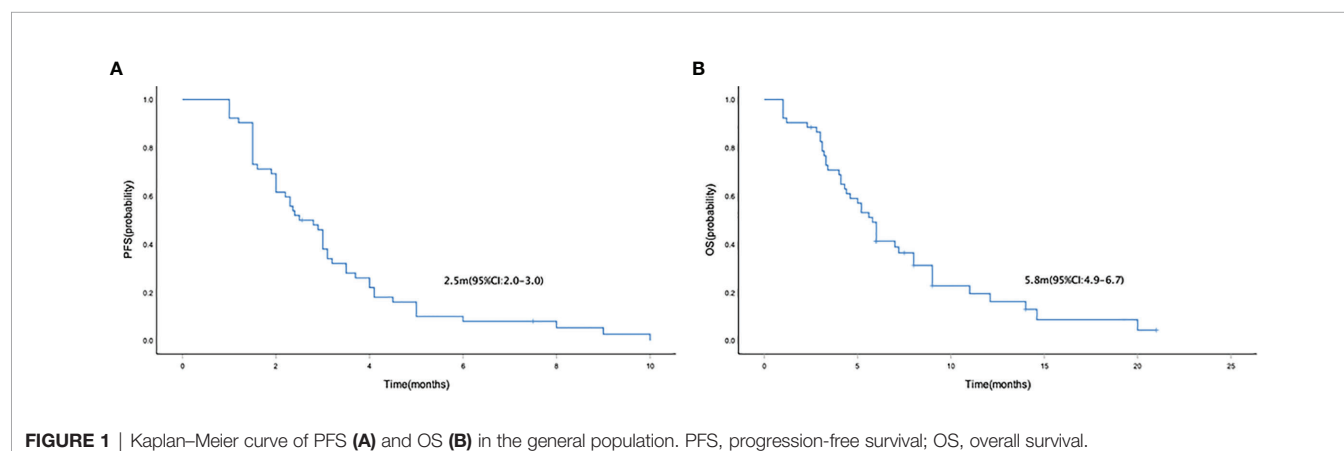 A
B
1.0
0.8
0.6
0.4
0.2
0.0
PFS(probability)
2.5m(95%CI:2.0–3.0)
0 2 4 6 8 10
Time(months)
1.0
0.8
0.6
0.4
0.2
0.0
OS(probability)
5.8m(95%CI:4.9–6.7)
0 5 10 15 20 25
Time(months)
FIGURE 1 | Kaplan–Meier curve of PFS (A) and OS (B) in the general population. PFS, progression-free survival; OS, overall survival.